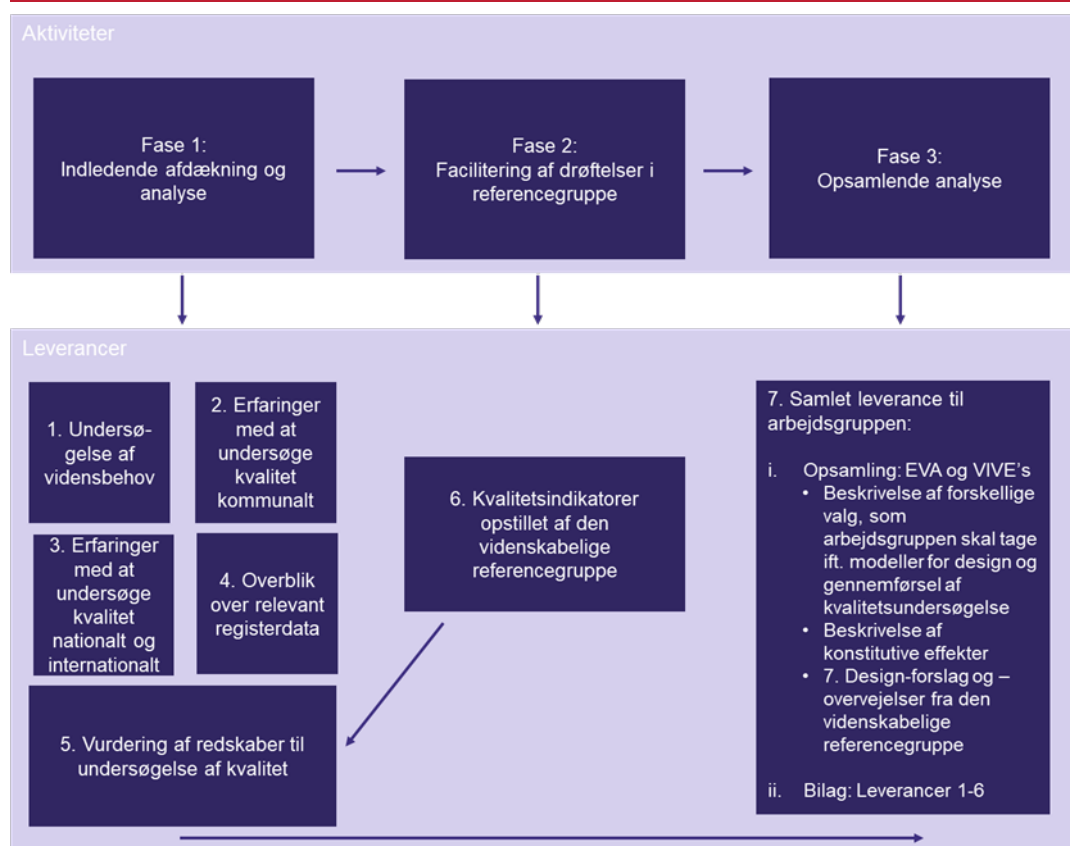 Aktiviteter
Fase 1:
Indledende afdækning og
analyse
Fase 2:
Facilitering af drøftelser i
referencegruppe
Fase 3:
Opsamlende analyse
Leverancer
1. Undersø-
gelse af
vidensbehov
2. Erfaringer
med at
undersøge
kvalitet
kommunalt
3. Erfaringer
med at
undersøge
kvalitet
nationalt og
internationalt
4. Overblik
over relevant
registerdata
5. Vurdering af redskaber til
undersøgelse af kvalitet
6. Kvalitetsindikatorer
opstillet af den
videnskabelige
referencegruppe
7. Samlet leverance til
arbejdsgruppen:
i. Opsamling: EVA og VIVE's
• Beskrivelse af forskellige
valg, som
arbejdsgruppen skal tage
ift. modeller for design og
gennemførsel af
kvalitetsundersøgelse
• Beskrivelse af
konstitutive effekter
• 7. Design-forslag og –
overvejelser fra den
videnskabelige
referencegruppe
ii. Bilag: Leverancer 1-6